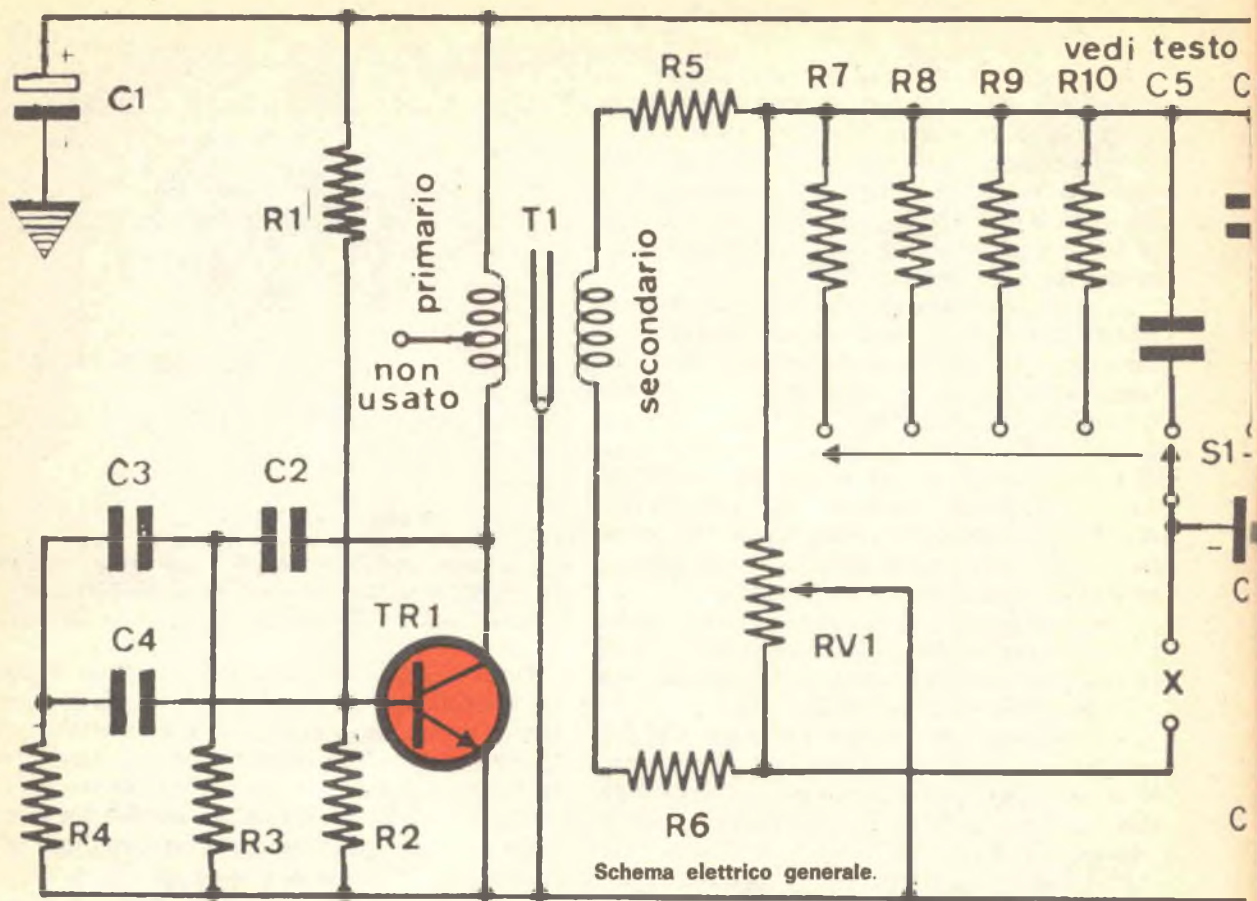 vedi testo
R5
R7
R8
R9
R10
C5
C
+
C1
-
R1
primario
T1
secondario
non
usato
C3
C2
S1-
-
C
C4
TR1
RV1
X
R4
R3
R2
R6
C
Schema elettrico generale.